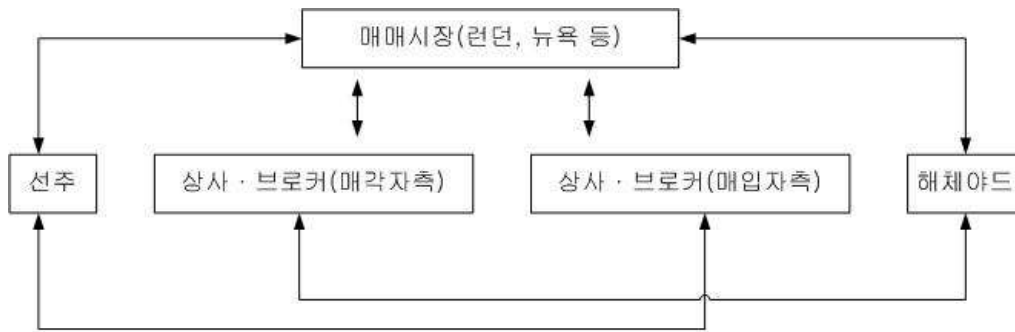 매매시장(런던, 뉴욕 등)
선주
상사 · 브로커(매각자측)
상사 · 브로커(매입자측)
해체야드